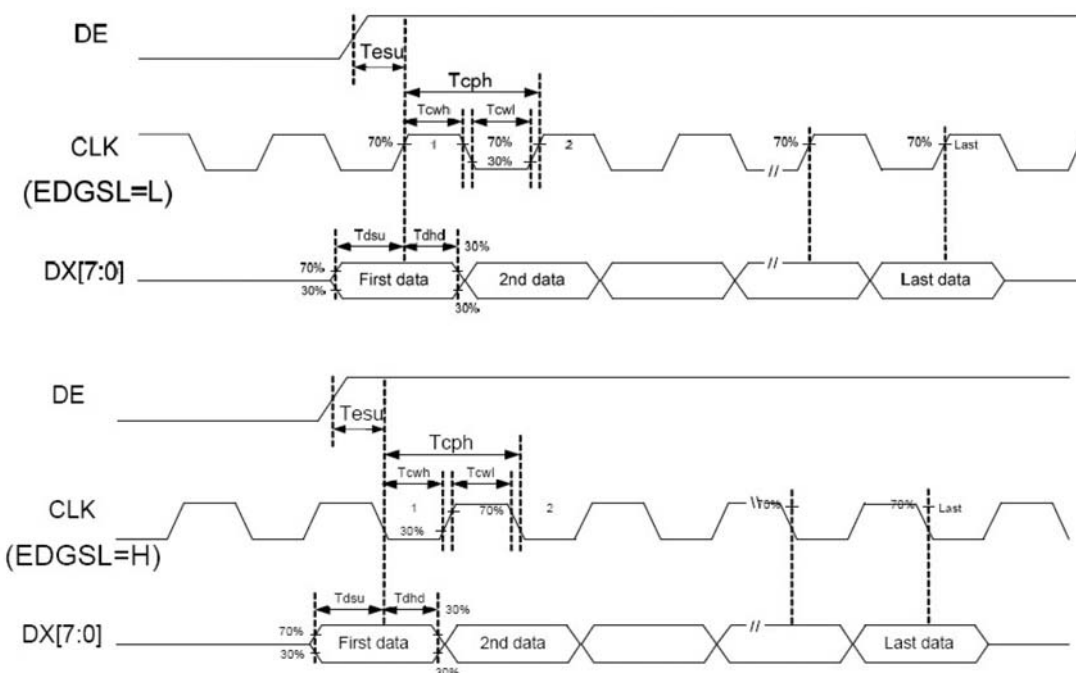 DE
Tesu
Tcph
Tcwh Tcwl
CLK 70% 1 70% 2 70% 70% Last
30%
(EDGSL=L) //
Tdsu Tdhd 30%
DX[7:0] 70% First data 2nd data // Last data
30% 30%
DE
Tesu
Tcph
Tcwh Tcwl
CLK 1 70% 2 \\ 70% 70% Last
30%
(EDGSL=H)
Tdsu Tdhd 30%
DX[7:0] 70% First data 2nd data // Last data
30% 30%